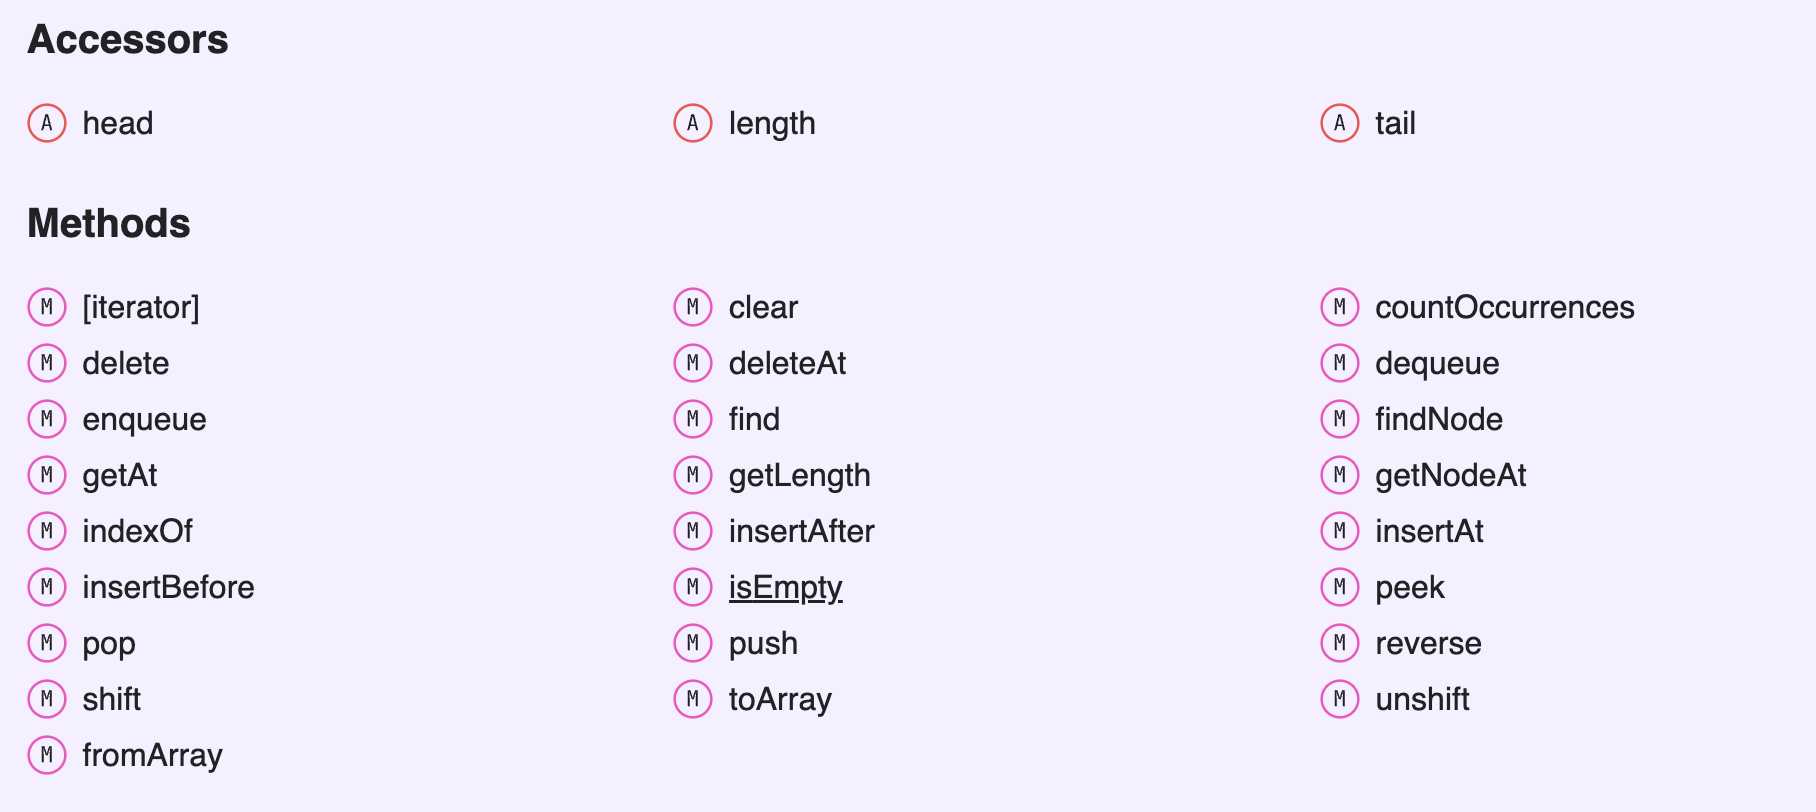 Accessors
A head A length A tail
Methods
M [iterator] M clear M countOccurrences
M delete M deleteAt M dequeue
M enqueue M find M findNode
M getAt M getLength M getNodeAt
M indexOf M insertAfter M insertAt
M insertBefore M isEmpty M peek
M pop M push M reverse
M shift M toArray M unshift
M fromArray